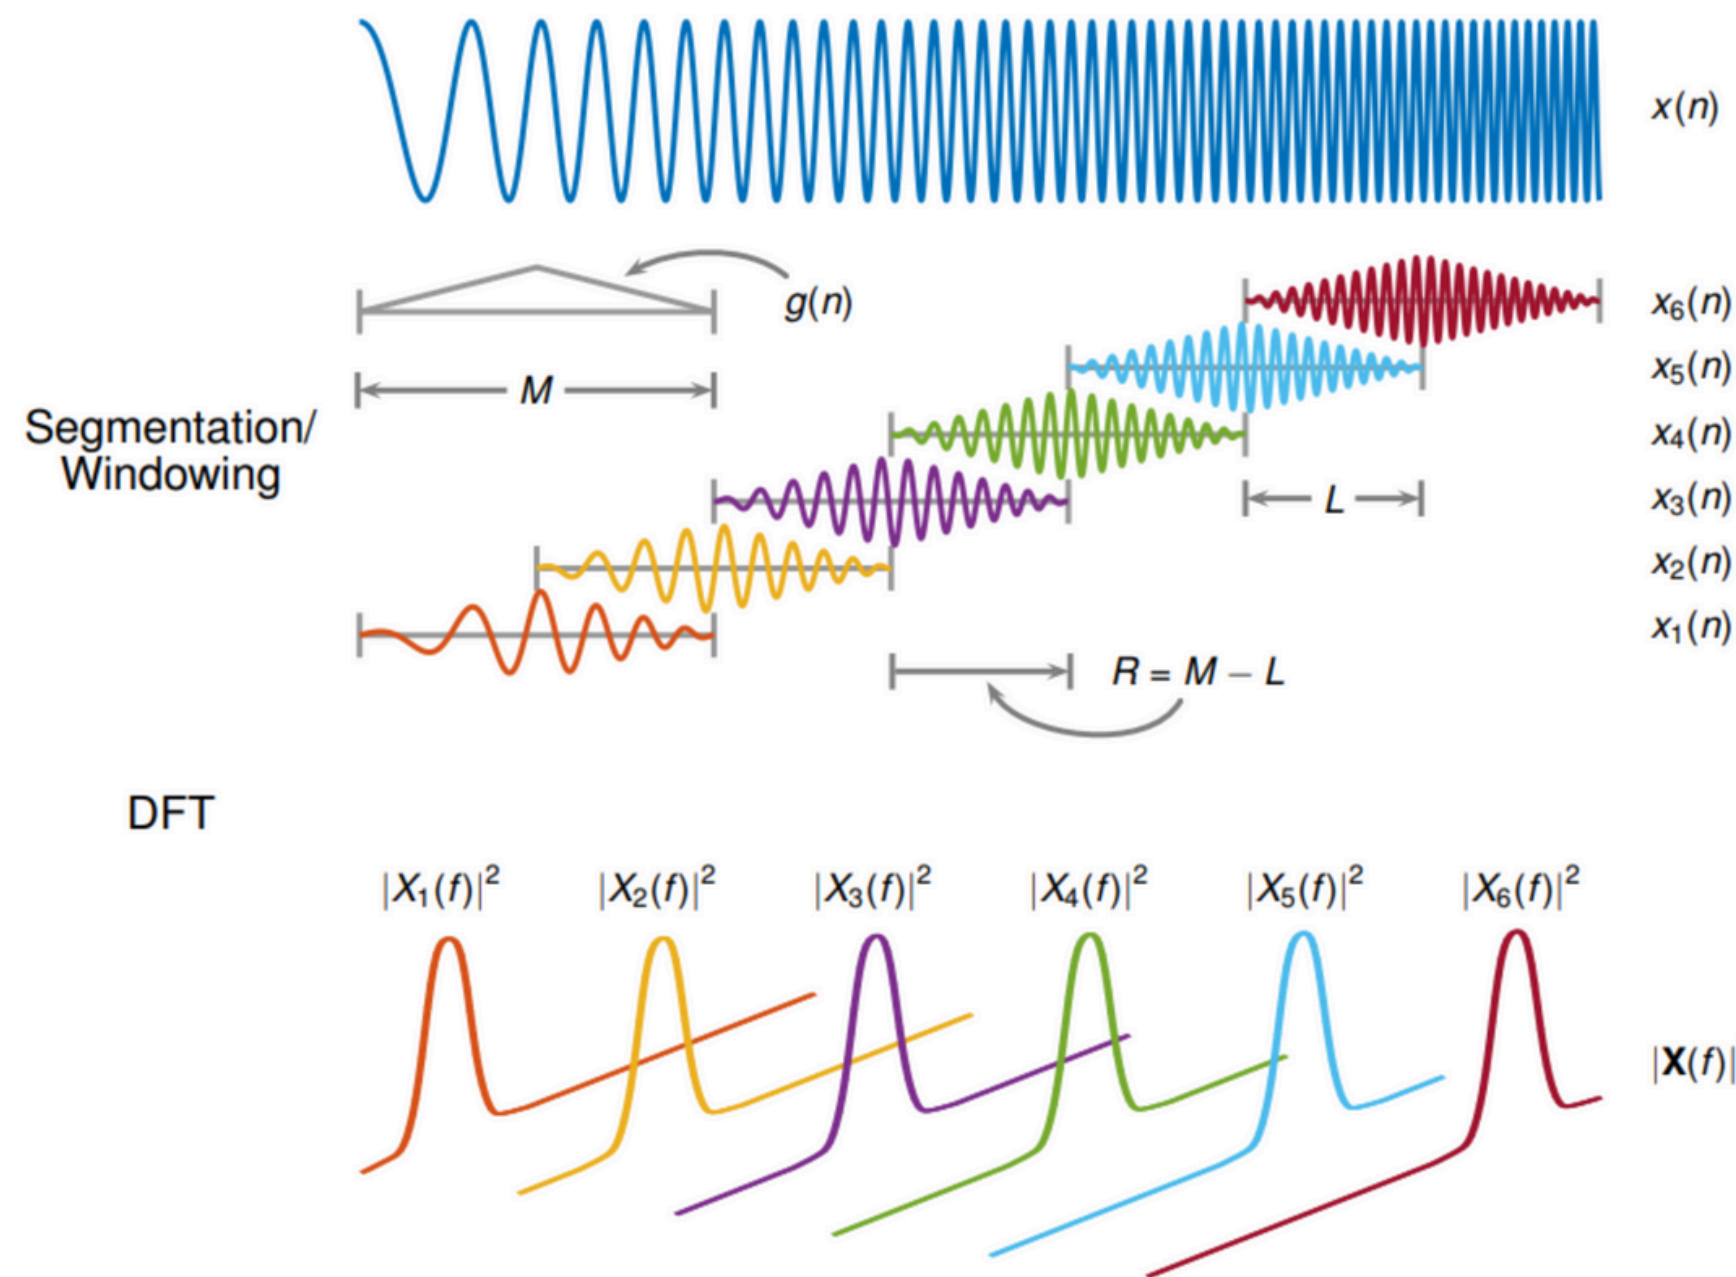 x(n)
g(n)
x₆(n)
x₅(n)
M
Segmentation/
Windowing
x₄(n)
L
x₃(n)
x₂(n)
x₁(n)
R = M − L
DFT
|X₁(f)|² |X₂(f)|² |X₃(f)|² |X₄(f)|² |X₅(f)|² |X₆(f)|²
|X(f)|